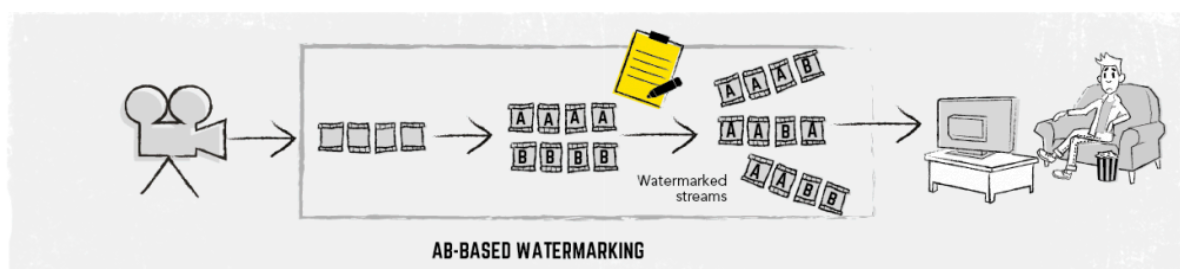 A A A A
B B B B
A A A B
A A B A
A A B B
Watermarked
streams
AB-BASED WATERMARKING